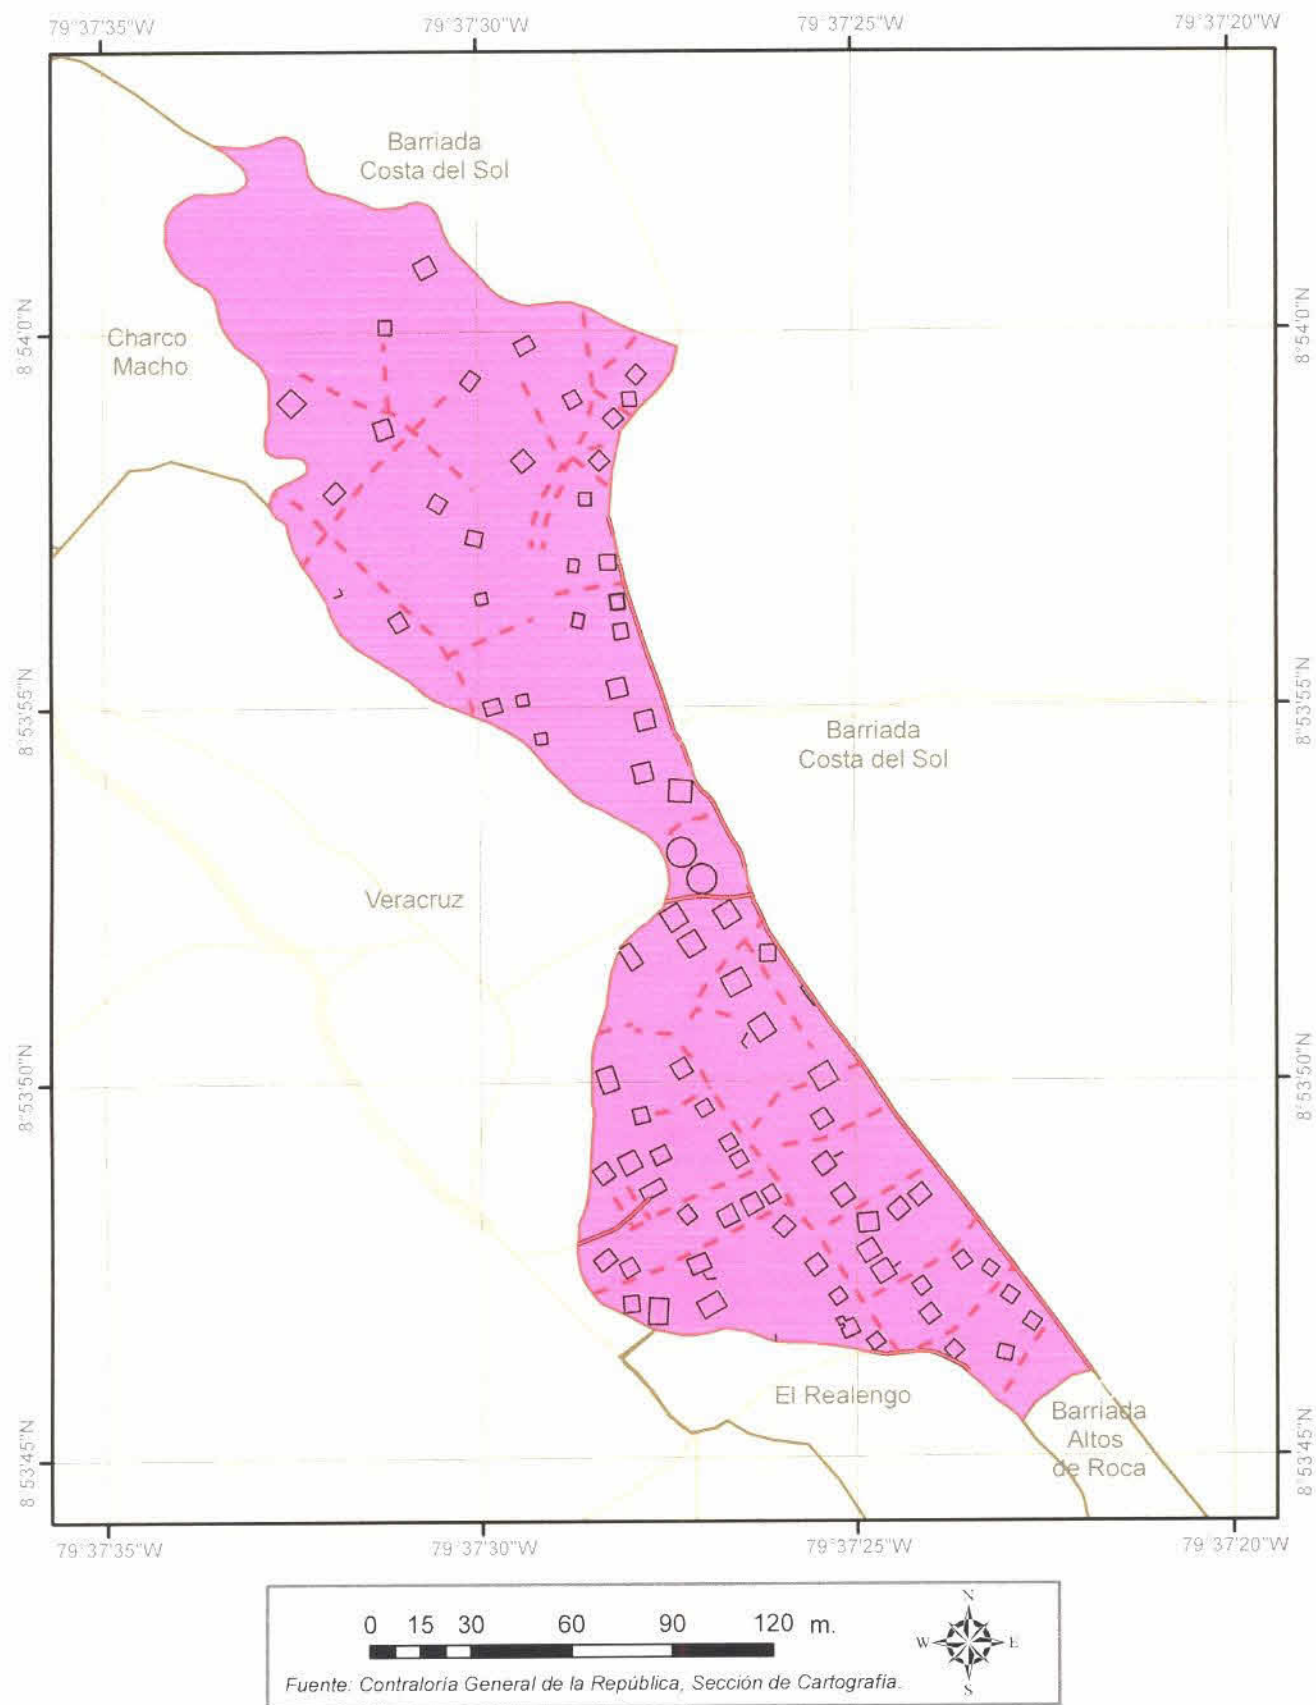 79°37'35"W 79°37'30"W 79°37'25"W 79°37'20"W
Barriada
Costa del Sol
8°54'0"N 8°54'0"N
Charco
Macho
8°53'55"N 8°53'55"N
Barriada
Costa del Sol
Veracruz
8°53'50"N 8°53'50"N
El Realengo
Barriada
Altos
de Roca
8°53'45"N 8°53'45"N
79°37'35"W 79°37'30"W 79°37'25"W 79°37'20"W
0 15 30 60 90 120 m.
N
W E
S
Fuente: Contraloría General de la República, Sección de Cartografía.